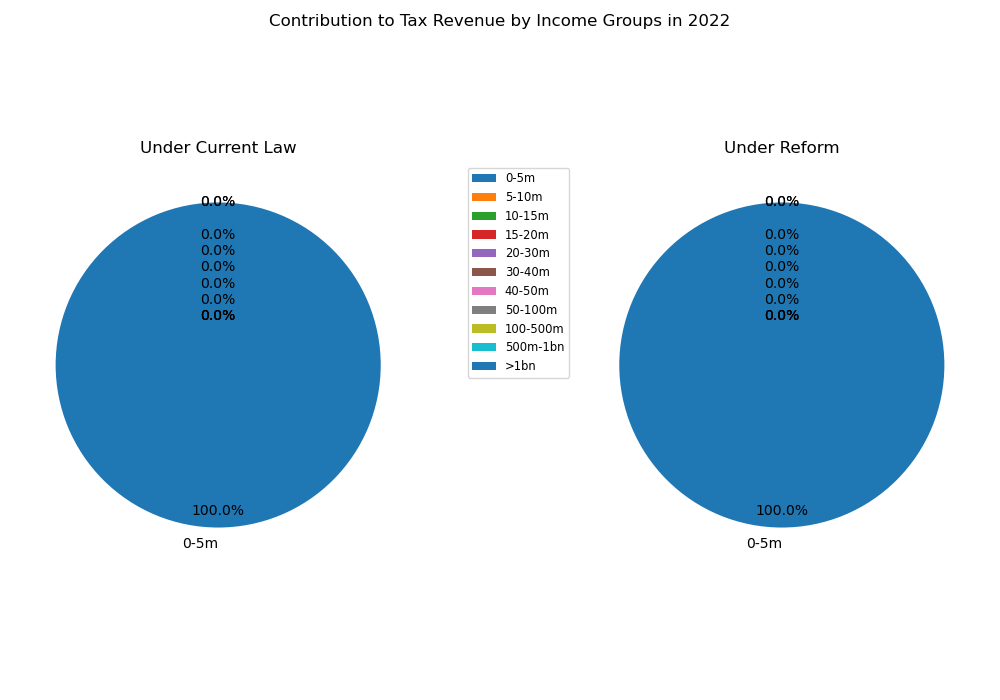 Contribution to Tax Revenue by Income Groups in 2022
Under Current Law
0.0%
0.0%
0.0%
0.0%
0.0%
0.0%
0.0%
100.0%
0-5m
0-5m
5-10m
10-15m
15-20m
20-30m
30-40m
40-50m
50-100m
100-500m
500m-1bn
>1bn
Under Reform
0.0%
0.0%
0.0%
0.0%
0.0%
0.0%
0.0%
100.0%
0-5m